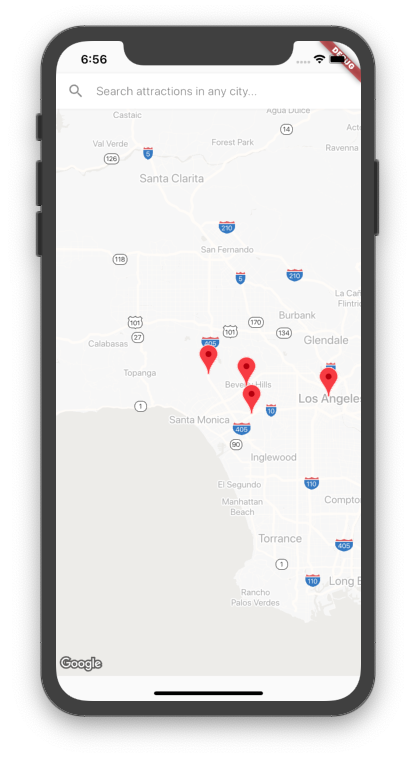 6:56
DEBUG
Search attractions in any city...
Agua Dulce
Castaic
14
Acto
Val Verde
5
Forest Park
Ravenna
126
Santa Clarita
210
San Fernando
118
5
210
La Cañ
Flintrid
101
170
Burbank
101
134
27
405
Calabasas
Glendale
Topanga
Beverly Hills
Los Angeles
1
10
Santa Monica
405
90
Inglewood
El Segundo
110
Manhattan
Beach
Compto
Torrance
405
1
110
Long B
Rancho
Palos Verdes
Google